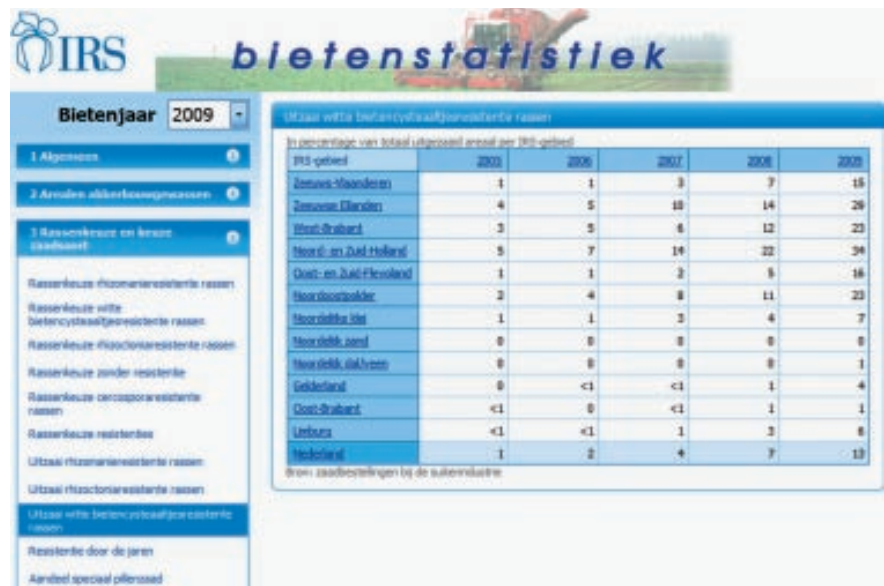 IRS
bietenstatistiek
Bietenjaar 2009
1 Algemeen
2 Arealen akkerbouwgewassen
3 Rassenkeuze en keuze
zaadsoort
Rassenkeuze rhizomanieresistente rassen
Rassenkeuze witte
bietencysteaaltjesresistente rassen
Rassenkeuze rhizoctoniaresistente rassen
Rassenkeuze zonder resistentie
Rassenkeuze cercosporaresistente
rassen
Rassenkeuze resistenties
Uitzaai rhizomanieresistente rassen
Uitzaai rhizoctoniaresistente rassen
Uitzaai witte bietencysteaaltjesresistente
rassen
Resistentie door de jaren
Aandeel speciaal pillenzaad
Uitzaai witte bietencysteaaltjesresistente rassen
In percentage van totaal uitgezaaid areaal per IRS-gebied
IRS-gebied 2005 2006 2007 2008 2009
Zeeuws-Vlaanderen 1 1 3 7 15
Zeeuwse Eilanden 4 5 10 14 29
West-Brabant 3 5 6 12 23
Noord- en Zuid-Holland 5 7 14 22 34
Oost- en Zuid-Flevoland 1 1 2 5 16
Noordoostpolder 2 4 8 11 23
Noordelijke klei 1 1 3 4 7
Noordelijk zand 0 0 0 0 0
Noordelijk dal/veen 0 0 0 0 1
Gelderland 0 <1 <1 1 4
Oost-Brabant <1 0 <1 1 1
Limburg <1 <1 1 3 6
Nederland 1 2 4 7 13
Bron: zaadbestellingen bij de suikerindustrie